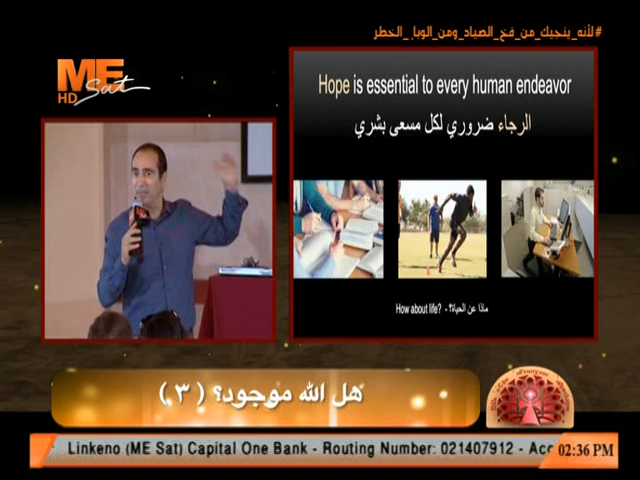 #لأنه_ينجيك_من_فخ_الصياد_ومن_الوبا_الخطر
ME
Sat
HD
Hope is essential to every human endeavor
الرجاء ضروري لكل مسعى بشري
How about life? - ماذا عن الحياة؟
هل الله موجود؟ ( ٣ )
Linkeno (ME Sat) Capital One Bank - Routing Number: 021407912 - Acc
02:36 PM